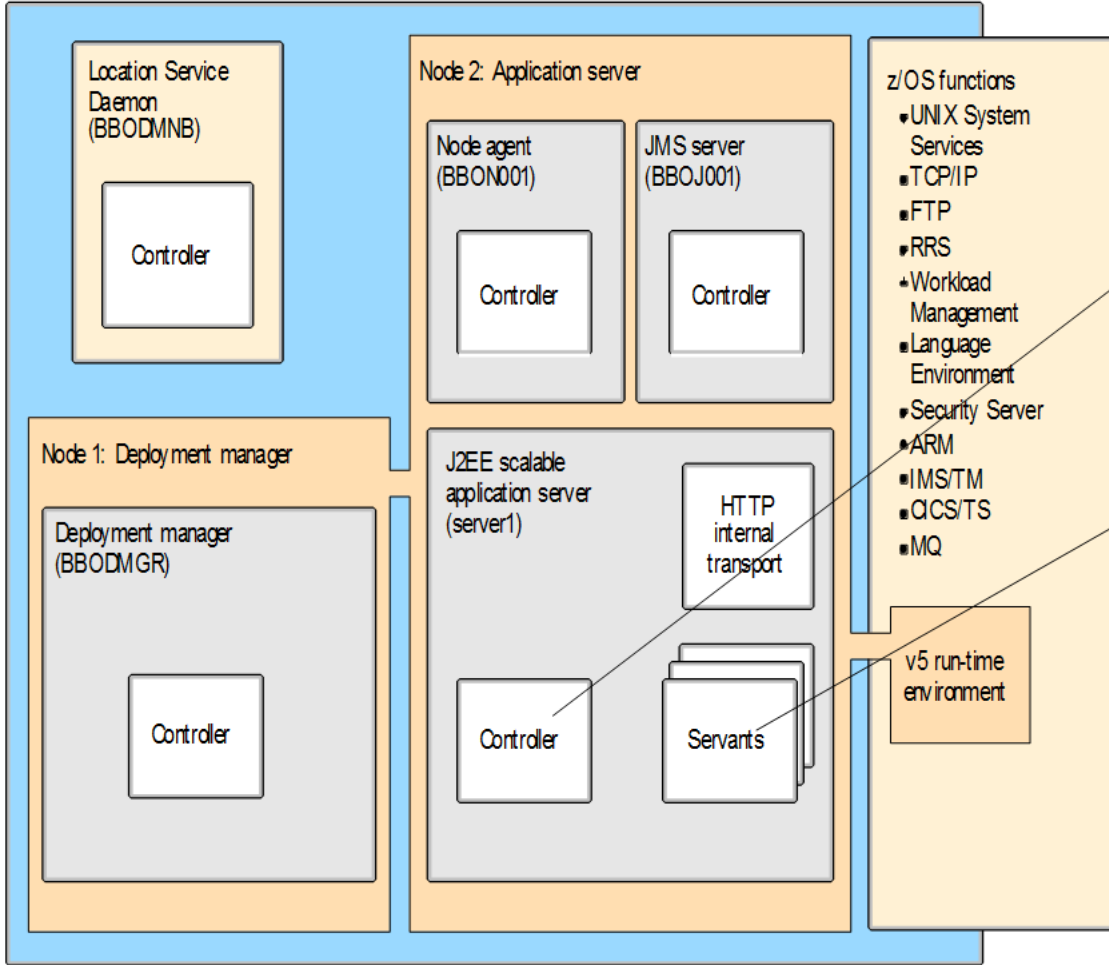 Location Service
Daemon
(BBODMNB)
Controller
Node 1: Deployment manager
Deployment manager
(BBODMGR)
Controller
Node 2: Application server
Node agent
(BBON001)
Controller
JMS server
(BBOJ001)
Controller
J2EE scalable
application server
(server1)
HTTP
internal
transport
Controller
Servants
z/OS functions
UNIX System
Services
TCP/IP
FTP
RRS
Workload
Management
Language
Environment
Security Server
ARM
IMS/TM
CICS/TS
MQ
v5 run-time
environment